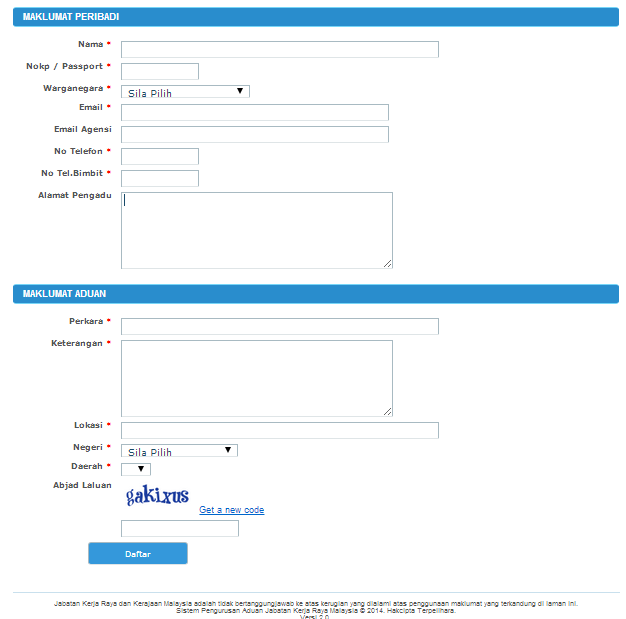 MAKLUMAT PERIBADI
Nama *
Nokp / Passport *
Warganegara * Sila Pilih
Email *
Email Agensi
No Telefon *
No Tel.Bimbit *
Alamat Pengadu
MAKLUMAT ADUAN
Perkara *
Keterangan *
Lokasi *
Negeri * Sila Pilih
Daerah *
Abjad Laluan gakixus Get a new code
Daftar
Jabatan Kerja Raya dan Kerajaan Malaysia adalah tidak bertanggungjawab ke atas kerugian yang dialami atas penggunaan maklumat yang terkandung di laman ini.
Sistem Pengurusan Aduan Jabatan Kerja Raya Malaysia © 2014. Hakcipta Terpelihara.
Versi 2.0